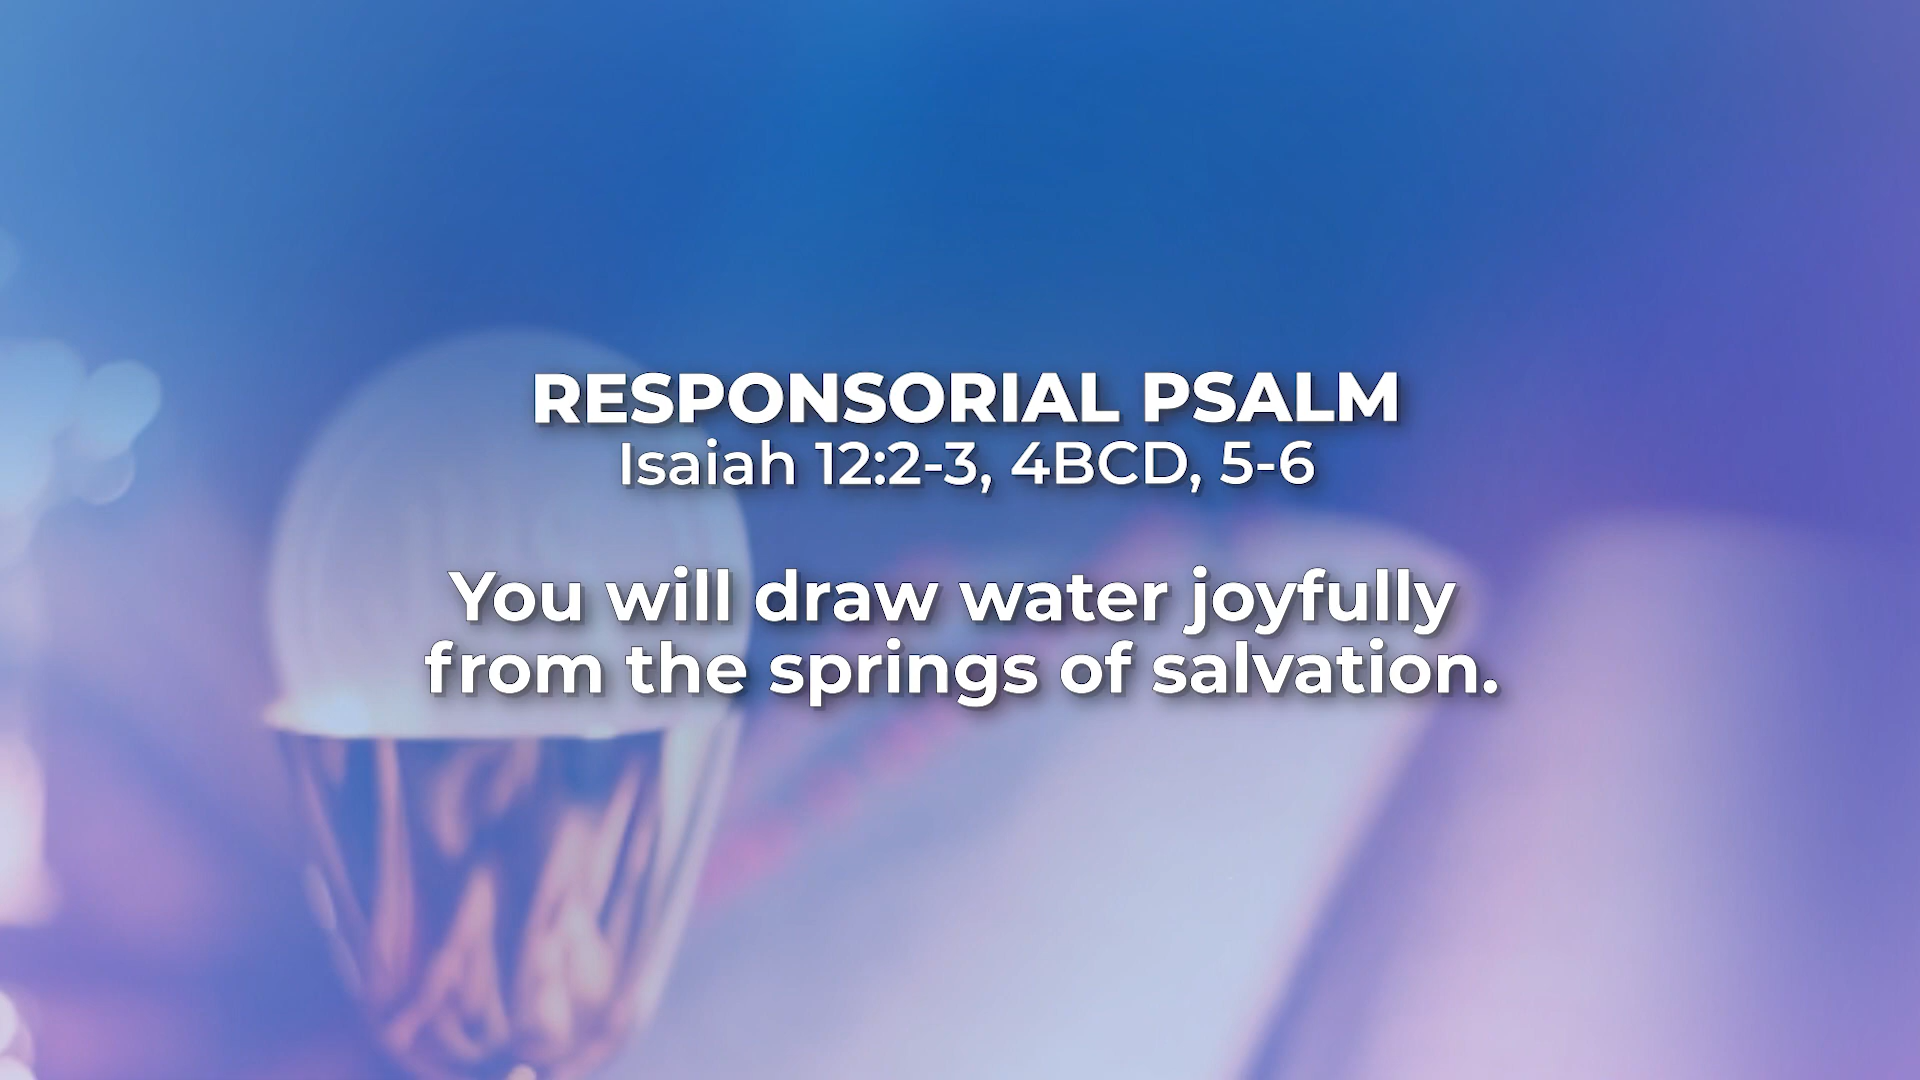 RESPONSORIAL PSALM
Isaiah 12:2-3, 4BCD, 5-6
You will draw water joyfully
from the springs of salvation.